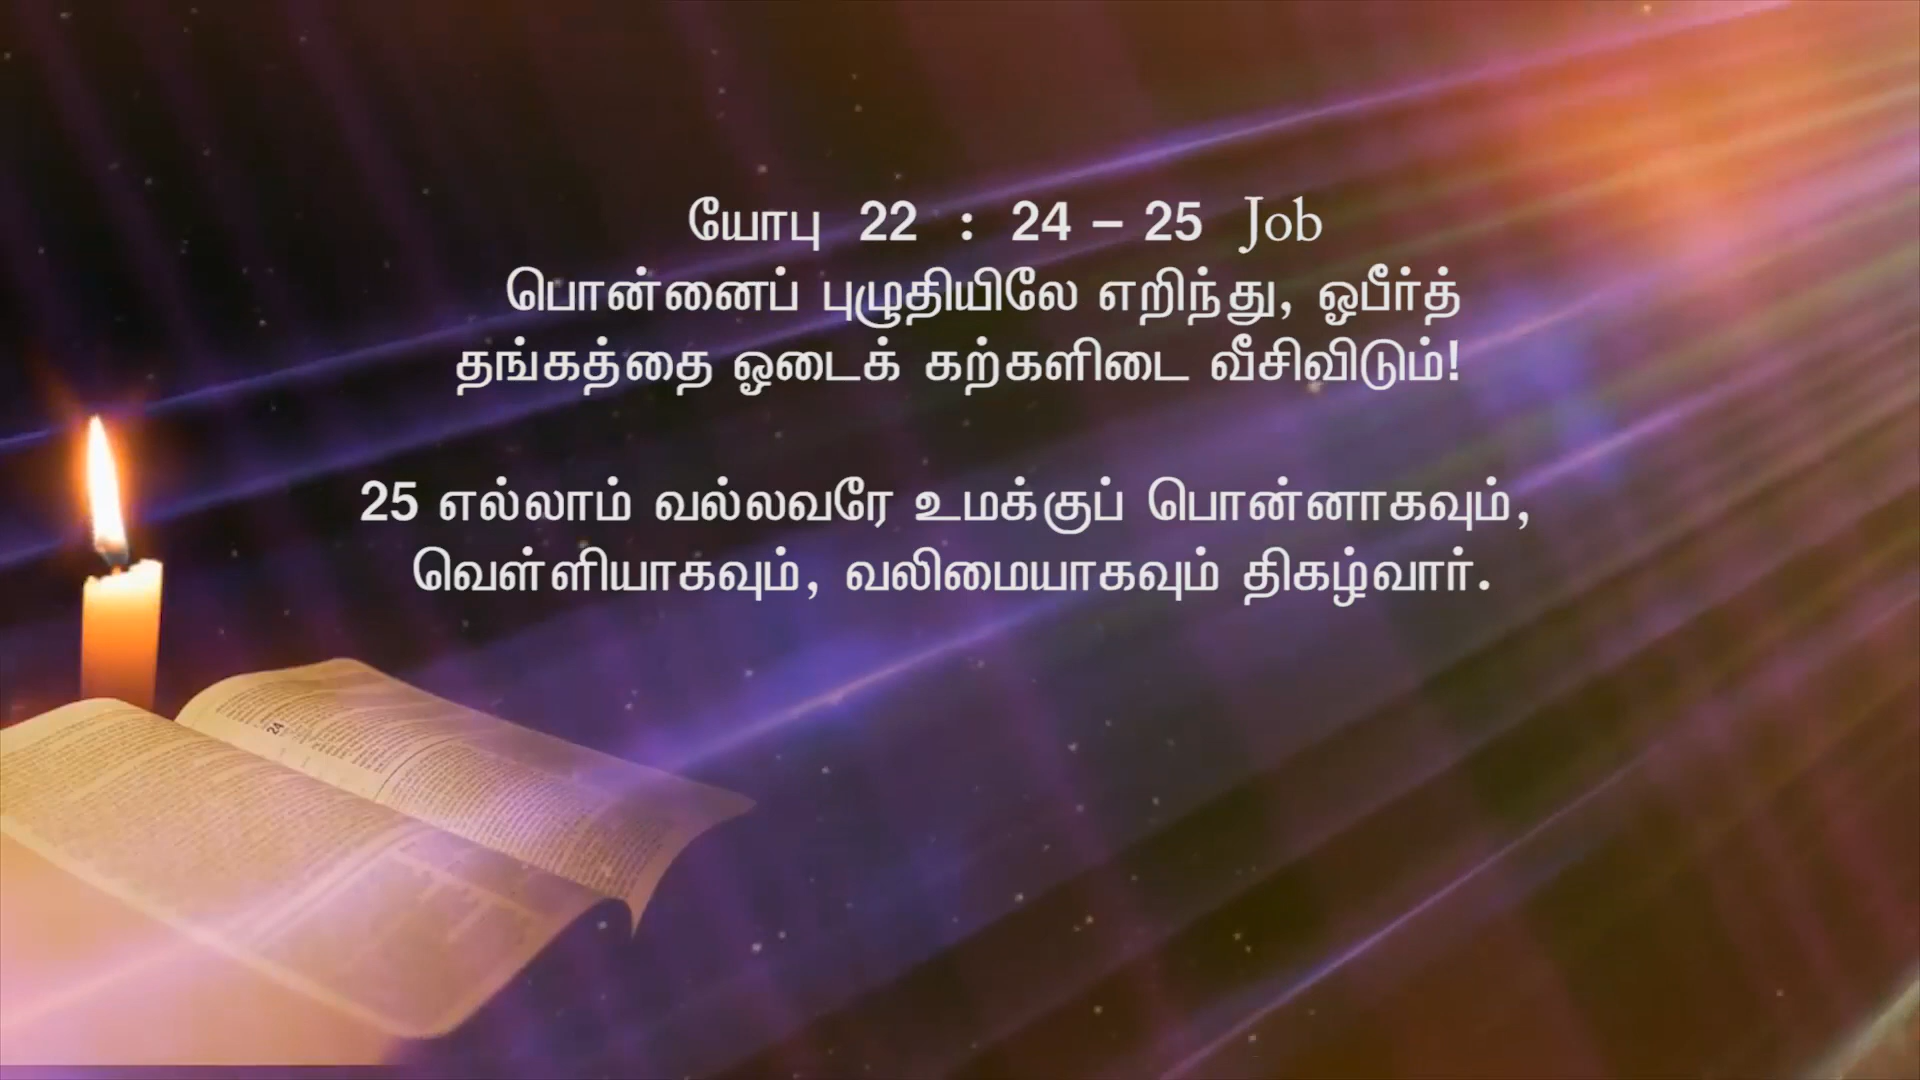 யோபு 22 : 24 – 25 Job
பொன்னைப் புழுதியிலே எறிந்து, ஓபீர்த்
தங்கத்தை ஓடைக் கற்களிடை வீசிவிடும்!
25 எல்லாம் வல்லவரே உமக்குப் பொன்னாகவும்,
வெள்ளியாகவும், வலிமையாகவும் திகழ்வார்.
24